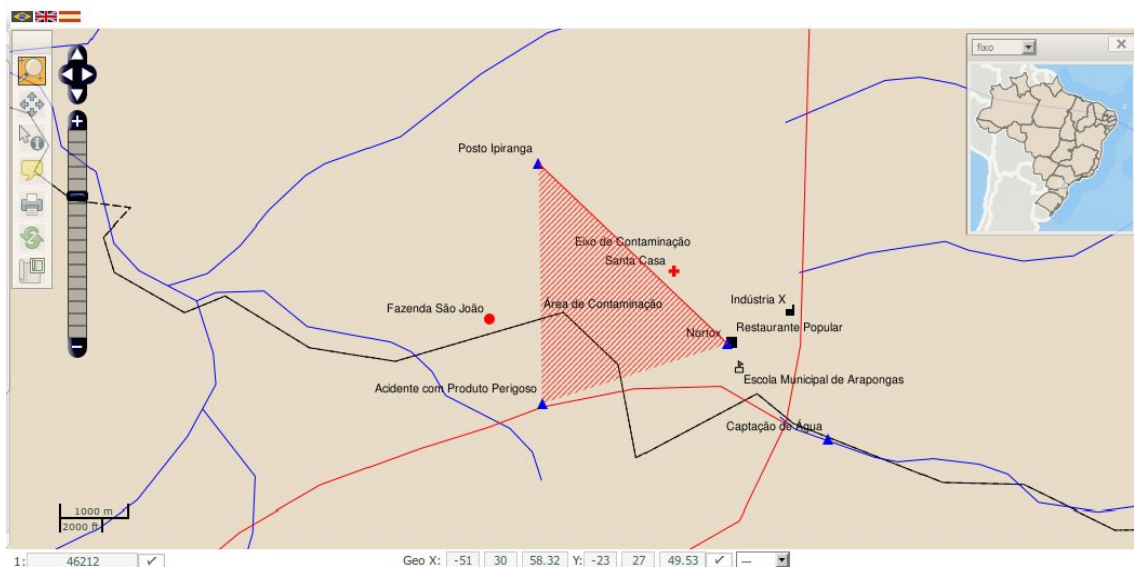 fixo
Posto Ipiranga
Eixo de Contaminação
Santa Casa
Indústria X
Área de Contaminação
Fazenda São João
Nortox
Restaurante Popular
Escola Municipal de Arapongas
Acidente com Produto Perigoso
Captação de Água
1000 m
2000 ft
1: 46212
Geo X: -51 30 58.32 Y: -23 27 49.53 ---